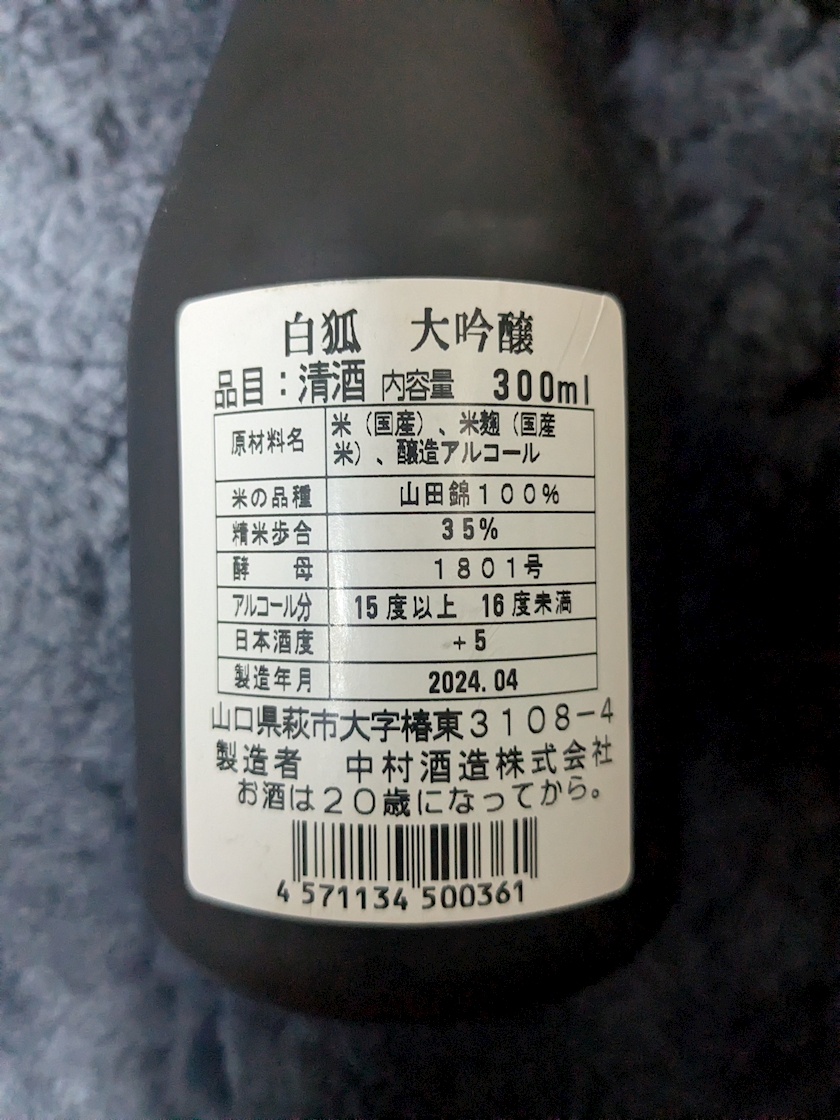 白狐　大吟醸
品目：清酒 内容量 300ml
原材料名 米（国産）、米麹（国産
米）、醸造アルコール
米の品種 山田錦１００％
精米歩合 35%
酵母 １８０１号
アルコール分 15度以上 16度未満
日本酒度 +5
製造年月 2024.04
山口県萩市大字椿東３１０８－４
製造者　中村酒造株式会社
お酒は２０歳になってから。
4 571134 500361